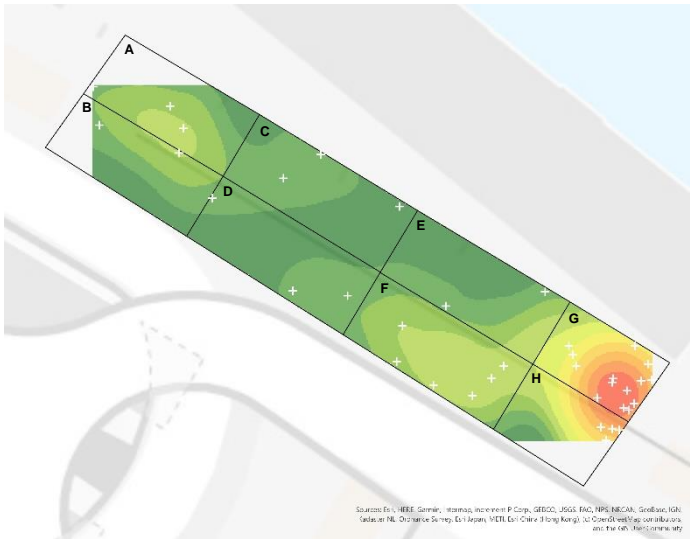 A
B
C
D
E
F
G
H
Sources: Esri, HERE, Garmin, Intermap, increment P Corp., GEBCO, USGS, FAO, NPS, NRCAN, GeoBase, IGN,
Kadaster NL, Ordnance Survey, Esri Japan, METI, Esri China (Hong Kong), (c) OpenStreetMap contributors,
and the GIS User Community